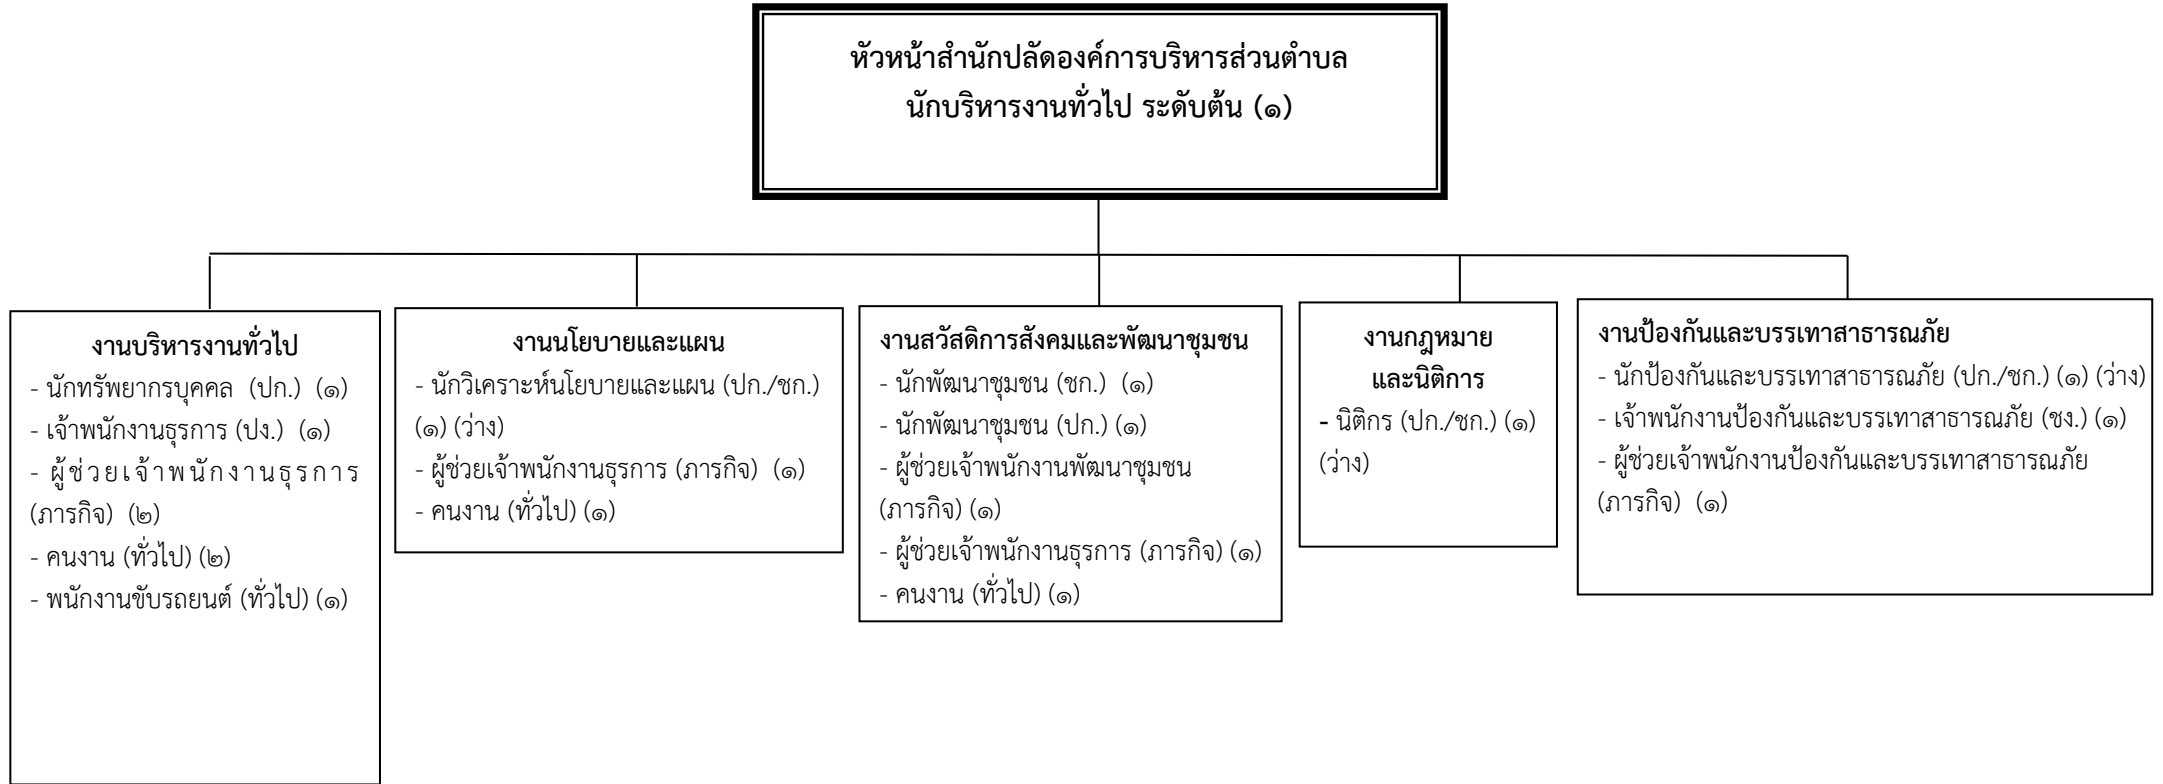 หัวหน้าสำนักปลัดองค์การบริหารส่วนตำบล
นักบริหารงานทั่วไป ระดับต้น (๑)
งานบริหารงานทั่วไป
- นักทรัพยากรบุคคล (ปก.) (๑)
- เจ้าพนักงานธุรการ (ปง.) (๑)
- ผู้ช่วยเจ้าพนักงานธุรการ
(ภารกิจ) (๒)
- คนงาน (ทั่วไป) (๒)
- พนักงานขับรถยนต์ (ทั่วไป) (๑)
งานนโยบายและแผน
- นักวิเคราะห์นโยบายและแผน (ปก./ชก.)
(๑) (ว่าง)
- ผู้ช่วยเจ้าพนักงานธุรการ (ภารกิจ) (๑)
- คนงาน (ทั่วไป) (๑)
งานสวัสดิการสังคมและพัฒนาชุมชน
- นักพัฒนาชุมชน (ชก.) (๑)
- นักพัฒนาชุมชน (ปก.) (๑)
- ผู้ช่วยเจ้าพนักงานพัฒนาชุมชน
(ภารกิจ) (๑)
- ผู้ช่วยเจ้าพนักงานธุรการ (ภารกิจ) (๑)
- คนงาน (ทั่วไป) (๑)
งานกฎหมาย
และนิติการ
- นิติกร (ปก./ชก.) (๑)
(ว่าง)
งานป้องกันและบรรเทาสาธารณภัย
- นักป้องกันและบรรเทาสาธารณภัย (ปก./ชก.) (๑) (ว่าง)
- เจ้าพนักงานป้องกันและบรรเทาสาธารณภัย (ชง.) (๑)
- ผู้ช่วยเจ้าพนักงานป้องกันและบรรเทาสาธารณภัย
(ภารกิจ) (๑)